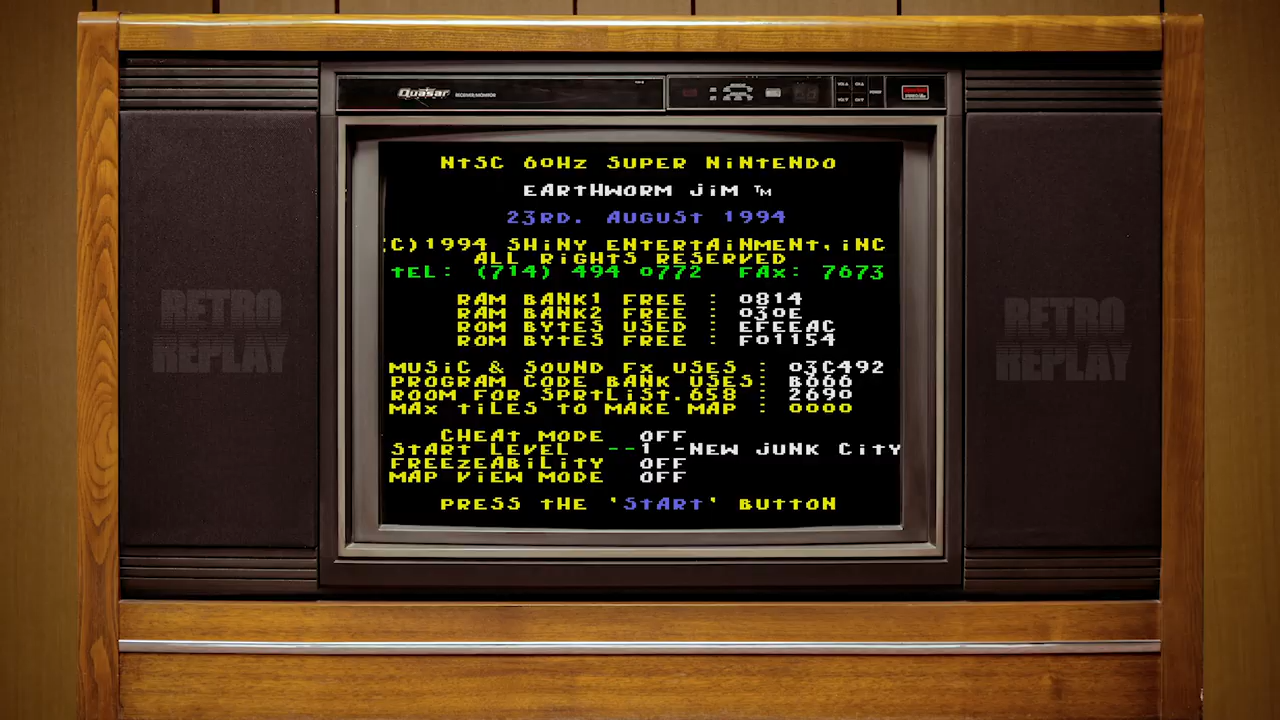 Quasar RECEIVER/MONITOR
NTSC 60HZ SUPER NINTENDO
EARTHWORM JIM ™
23RD. AUGUST 1994
(C)1994 SHINY ENTERTAINMENT, INC
ALL RIGHTS RESERVED
TEL: (714) 494 0772 FAX: 7673
RAM BANK1 FREE : 0814
RAM BANK2 FREE : 030E
ROM BYTES USED : EFEEAC
ROM BYTES FREE : F01154
MUSIC & SOUND FX USES : 03C492
PROGRAM CODE BANK USES: B666
ROOM FOR SPRTLIST.658 : 2690
MAX TILES TO MAKE MAP : 0000
CHEAT MODE OFF
START LEVEL --1 -NEW JUNK CITY
FREEZEABILITY OFF
MAP VIEW MODE OFF
PRESS THE 'START' BUTTON
RETRO
REPLAY
RETRO
REPLAY